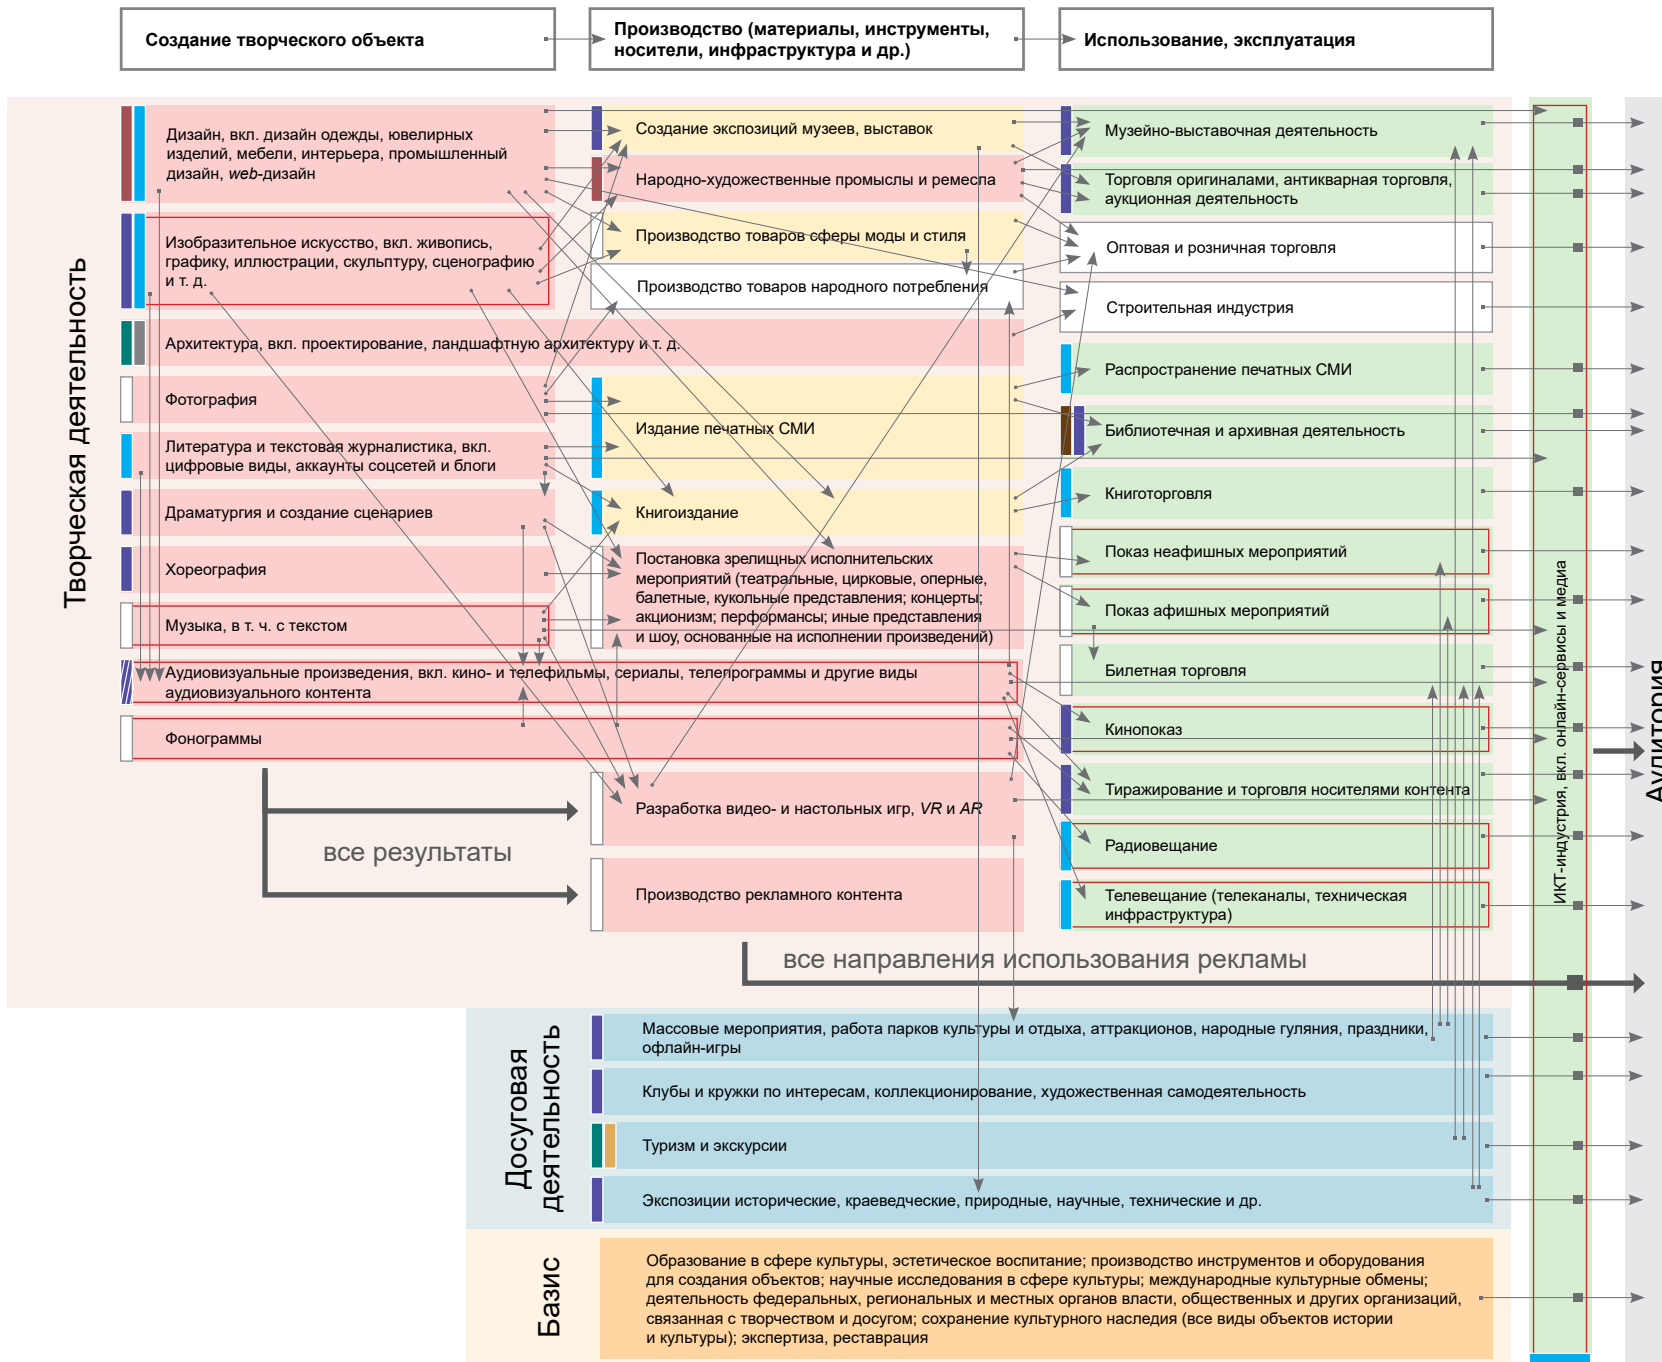 Создание творческого объекта
Производство (материалы, инструменты,
носители, инфраструктура и др.)
Использование, эксплуатация
Творческая деятельность
Дизайн, вкл. дизайн одежды, ювелирных
изделий, мебели, интерьера, промышленный
дизайн, web-дизайн
Изобразительное искусство, вкл. живопись,
графику, иллюстрации, скульптуру, сценографию
и т. д.
Архитектура, вкл. проектирование, ландшафтную архитектуру и т. д.
Фотография
Литература и текстовая журналистика, вкл.
цифровые виды, аккаунты соцсетей и блоги
Драматургия и создание сценариев
Хореография
Музыка, в т. ч. с текстом
Аудиовизуальные произведения, вкл. кино- и телефильмы, сериалы, телепрограммы и другие виды
аудиовизуального контента
Фонограммы
все результаты
Создание экспозиций музеев, выставок
Народно-художественные промыслы и ремесла
Производство товаров сферы моды и стиля
Производство товаров народного потребления
Издание печатных СМИ
Книгоиздание
Постановка зрелищных исполнительских
мероприятий (театральные, цирковые, оперные,
балетные, кукольные представления; концерты;
акционизм; перформансы; иные представления
и шоу, основанные на исполнении произведений)
Разработка видео- и настольных игр, VR и AR
Производство рекламного контента
все направления использования рекламы
Музейно-выставочная деятельность
Торговля оригиналами, антикварная торговля,
аукционная деятельность
Оптовая и розничная торговля
Строительная индустрия
Распространение печатных СМИ
Библиотечная и архивная деятельность
Книготорговля
Показ неафишных мероприятий
Показ афишных мероприятий
Билетная торговля
Кинопоказ
Тиражирование и торговля носителями контента
Радиовещание
Телевещание (телеканалы, техническая
инфраструктура)
ИКТ-индустрия, вкл. онлайн-сервисы и медиа
Аудитория
Досуговая
деятельность
Массовые мероприятия, работа парков культуры и отдыха, аттракционов, народные гуляния, праздники,
офлайн-игры
Клубы и кружки по интересам, коллекционирование, художественная самодеятельность
Туризм и экскурсии
Экспозиции исторические, краеведческие, природные, научные, технические и др.
Базис
Образование в сфере культуры, эстетическое воспитание; производство инструментов и оборудования
для создания объектов; научные исследования в сфере культуры; международные культурные обмены;
деятельность федеральных, региональных и местных органов власти, общественных и других организаций,
связанная с творчеством и досугом; сохранение культурного наследия (все виды объектов истории
и культуры); экспертиза, реставрация